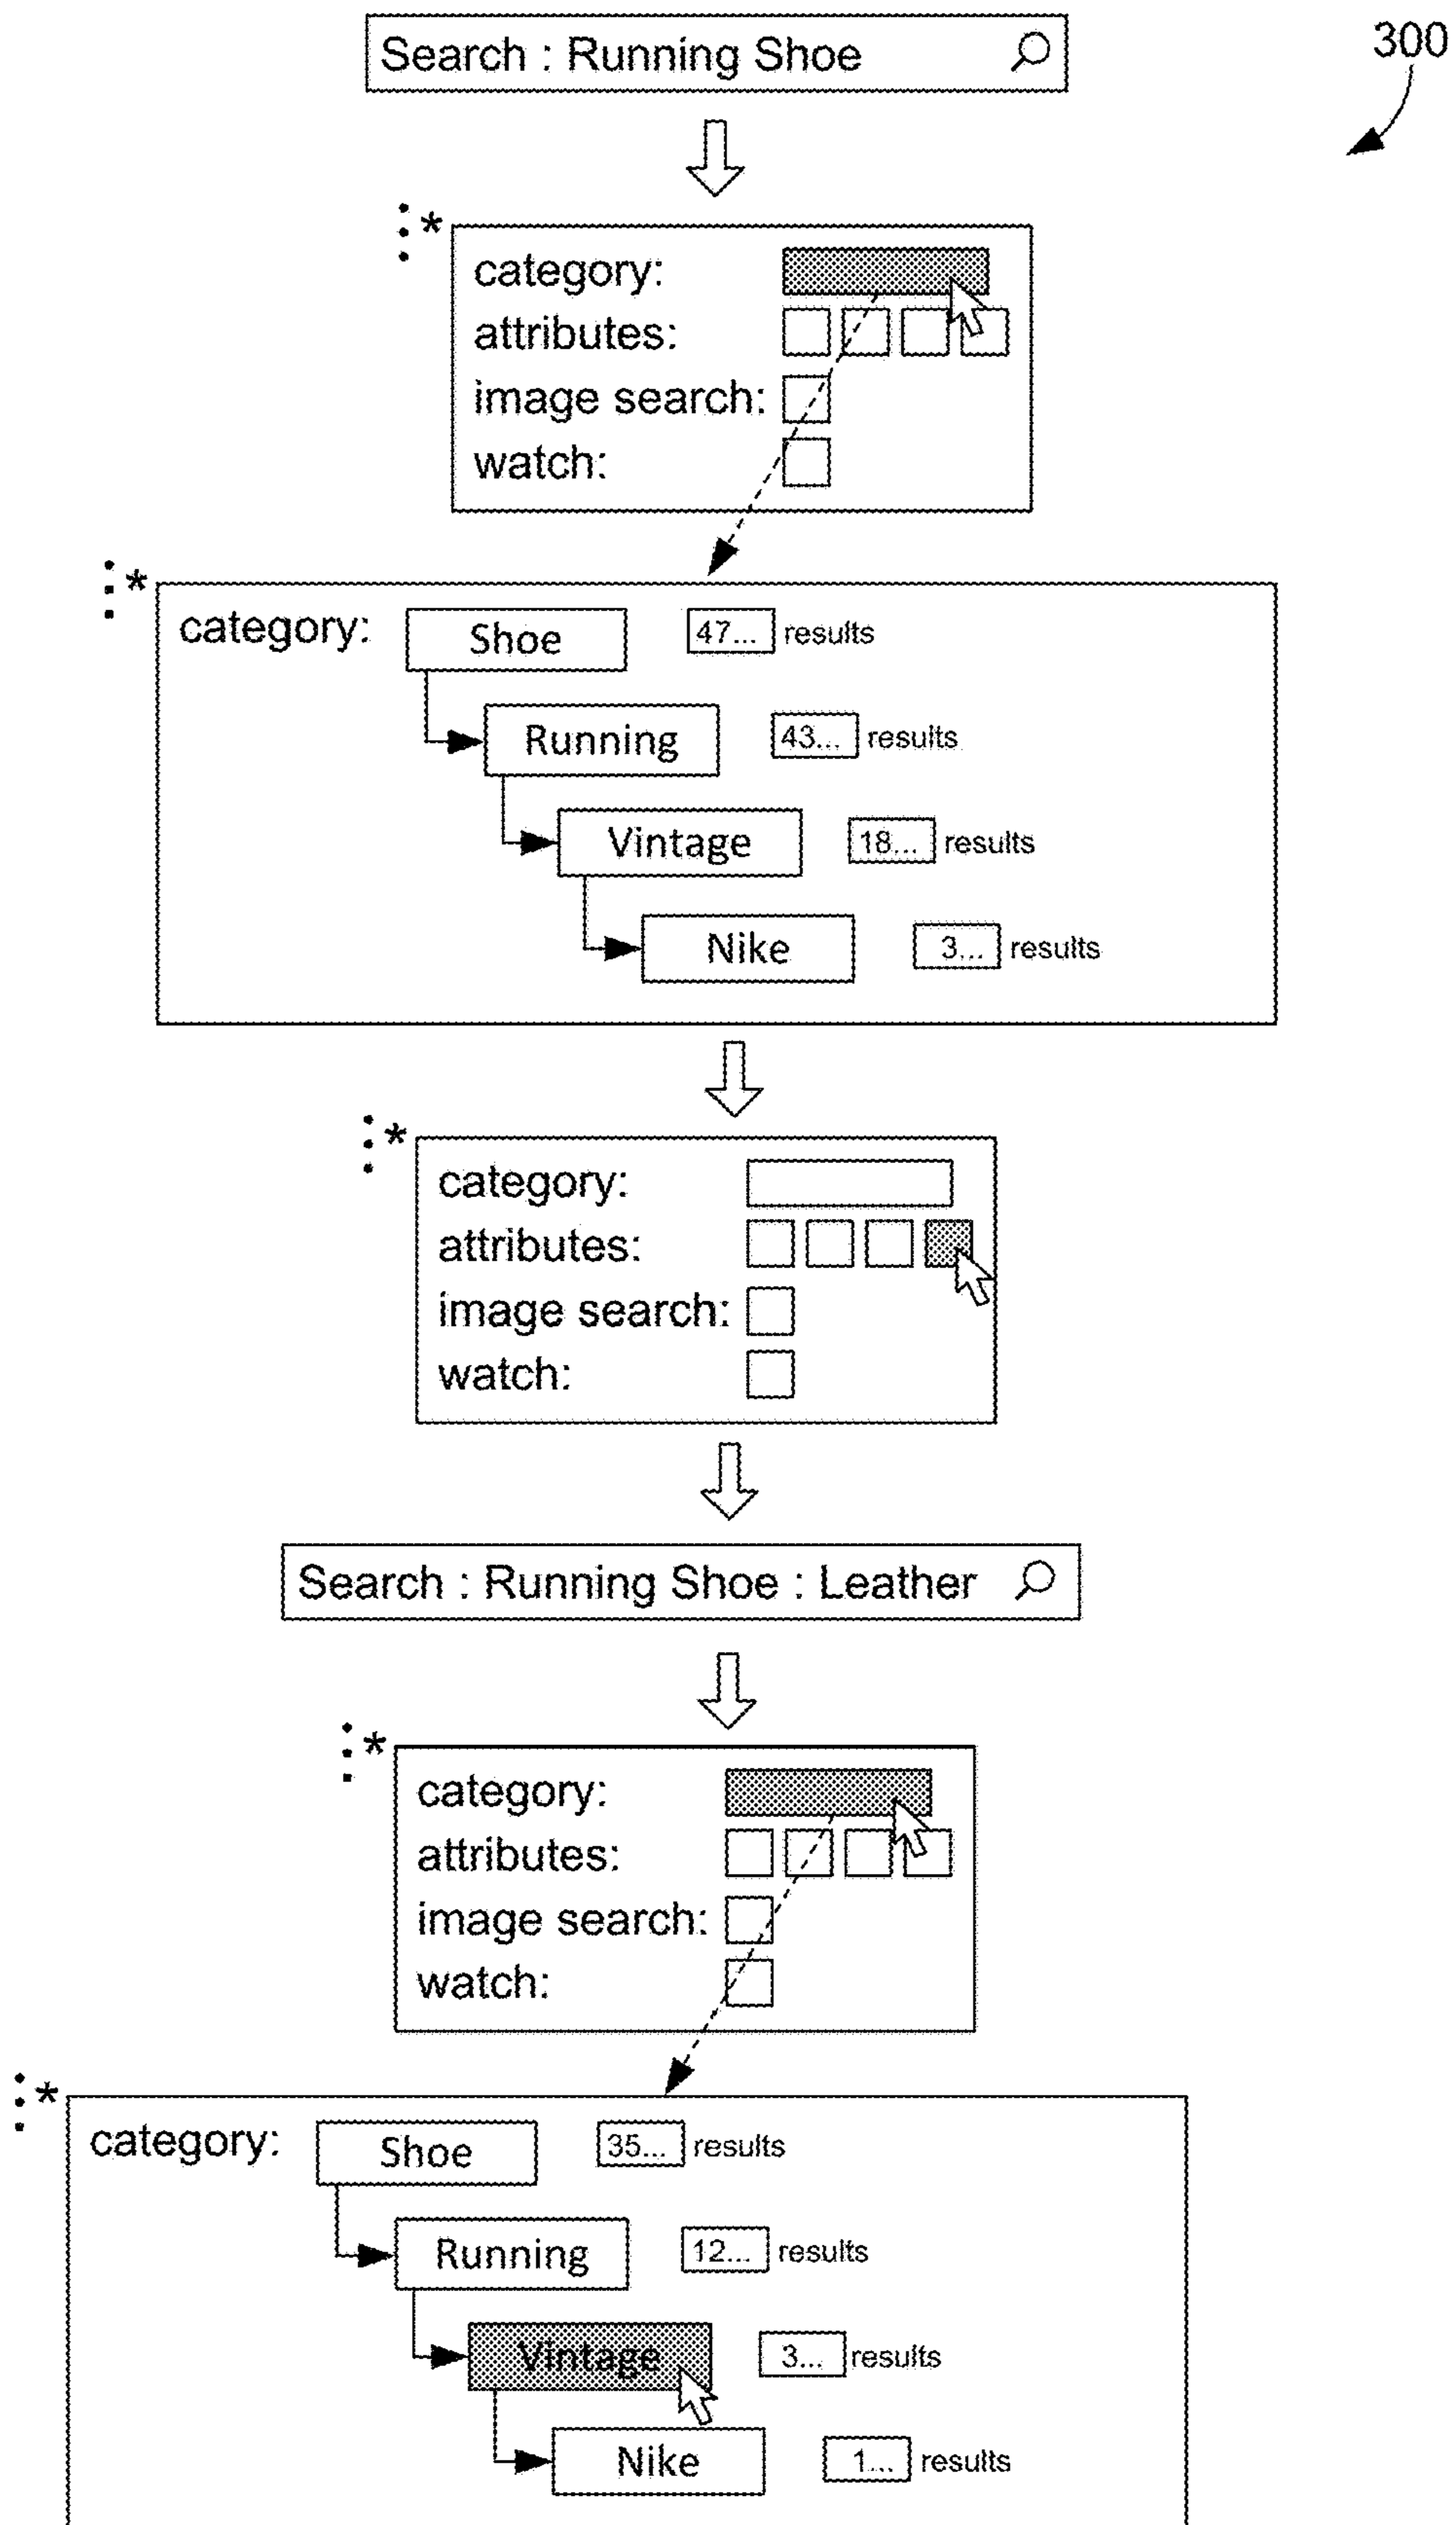 Search : Running Shoe
300
*
category:
attributes:
image search:
watch:
*
category: Shoe 47... results
Running 43... results
Vintage 18... results
Nike 3... results
*
category:
attributes:
image search:
watch:
Search : Running Shoe : Leather
*
category:
attributes:
image search:
watch:
*
category: Shoe 35... results
Running 12... results
Vintage 3... results
Nike 1... results